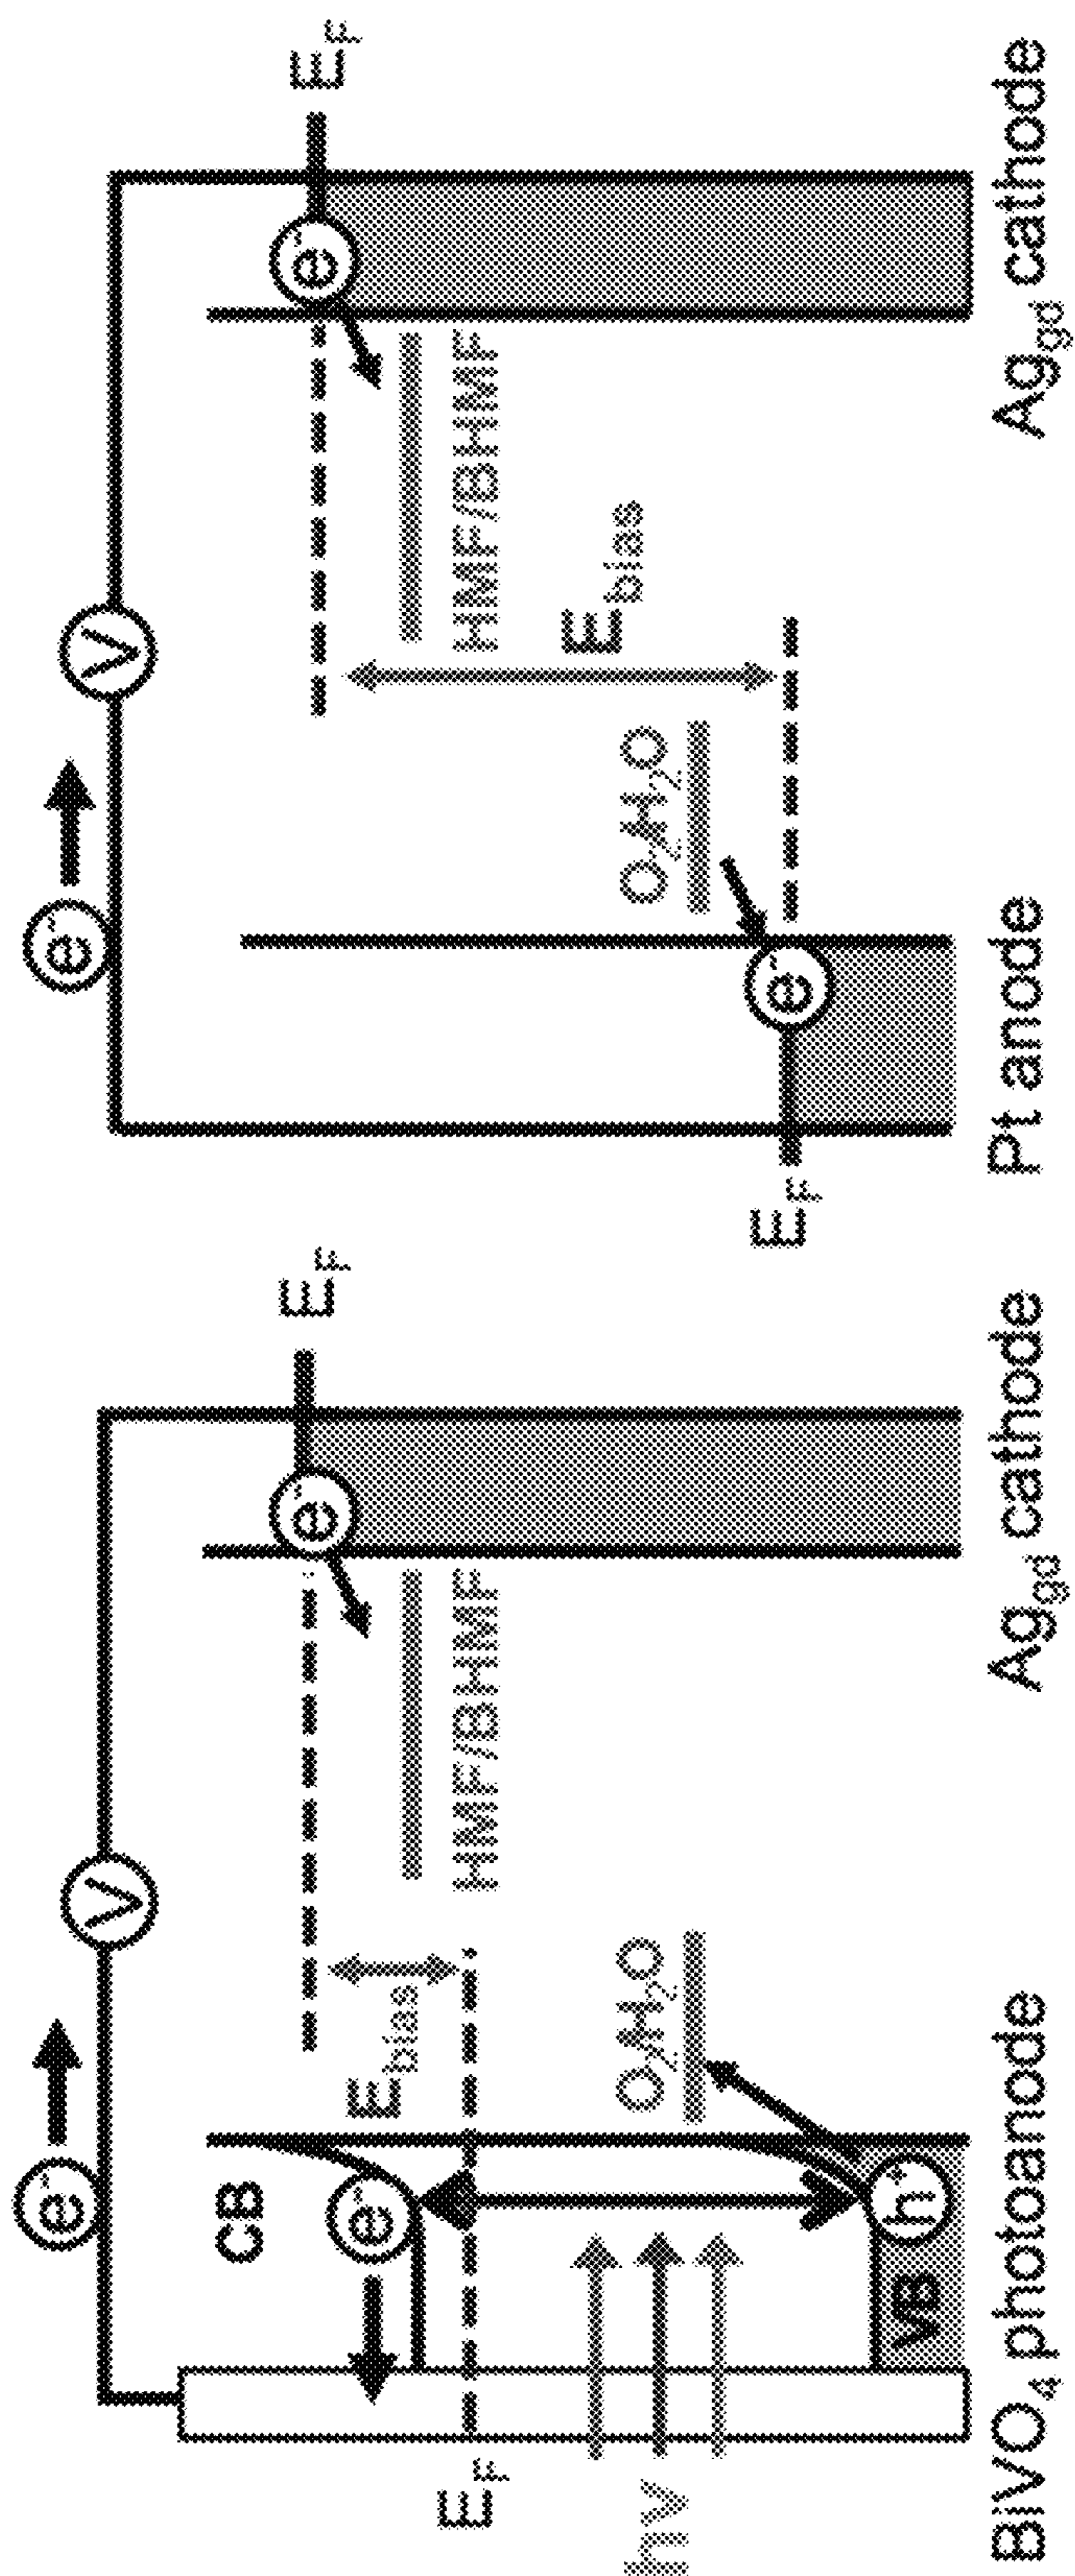 e⁻
V
CB
e⁻
E_F
hν
VB
h⁺
E_bias
O₂/H₂O
HMF/BHMF
e⁻
E_F
BiVO₄ photoanode
Ag_gd cathode
e⁻
V
E_F
e⁻
O₂/H₂O
E_bias
HMF/BHMF
e⁻
E_F
Pt anode
Ag_gd cathode